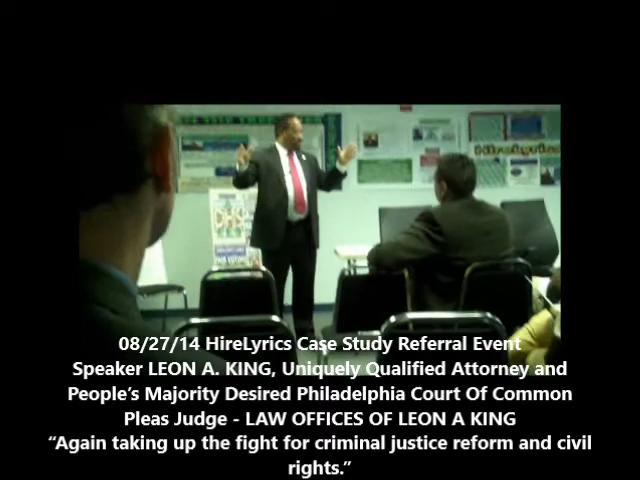 HireLyrics
08/27/14 HireLyrics Case Study Referral Event
Speaker LEON A. KING, Uniquely Qualified Attorney and
People’s Majority Desired Philadelphia Court Of Common
Pleas Judge - LAW OFFICES OF LEON A KING
“Again taking up the fight for criminal justice reform and civil
rights.”